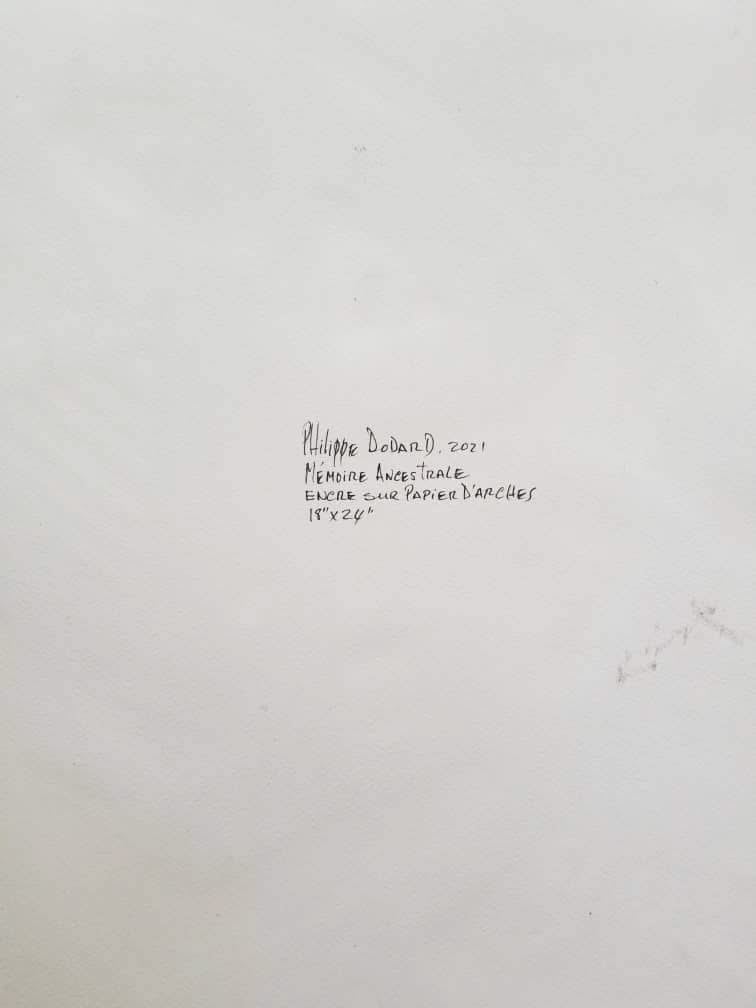 Philippe Dodard, 2021
Mémoire Ancestrale
Encre sur Papier D'Arches
18"x24"